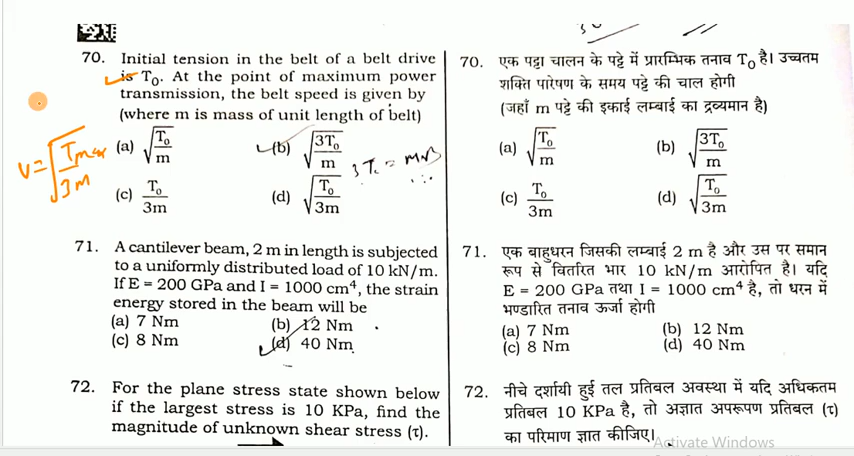 70. Initial tension in the belt of a belt drive
is T₀. At the point of maximum power
transmission, the belt speed is given by
(where m is mass of unit length of belt)
(a) √(T₀/m) (b) √(3T₀/m)
(c) T₀/3m (d) √(T₀/3m)
V = √(Tmax/3m)
71. A cantilever beam, 2 m in length is subjected
to a uniformly distributed load of 10 kN/m.
If E = 200 GPa and I = 1000 cm⁴, the strain
energy stored in the beam will be
(a) 7 Nm (b) 12 Nm
(c) 8 Nm (d) 40 Nm
72. For the plane stress state shown below
if the largest stress is 10 KPa, find the
magnitude of unknown shear stress (τ).
70. एक पट्टा चालन के पट्टे में प्रारम्भिक तनाव T₀ है। उच्चतम
शक्ति पारेषण के समय पट्टे की चाल होगी
(जहाँ m पट्टे की इकाई लम्बाई का द्रव्यमान है)
(a) √(T₀/m) (b) √(3T₀/m)
(c) T₀/3m (d) √(T₀/3m)
71. एक बाहुधरन जिसकी लम्बाई 2 m है और उस पर समान
रूप से वितरित भार 10 kN/m आरोपित है। यदि
E = 200 GPa तथा I = 1000 cm⁴ है, तो धरन में
भण्डारित तनाव ऊर्जा होगी
(a) 7 Nm (b) 12 Nm
(c) 8 Nm (d) 40 Nm
72. नीचे दर्शायी हुई तल प्रतिबल अवस्था में यदि अधिकतम
प्रतिबल 10 KPa है, तो अज्ञात अपरूपण प्रतिबल (τ)
का परिमाण ज्ञात कीजिए।
Activate Windows